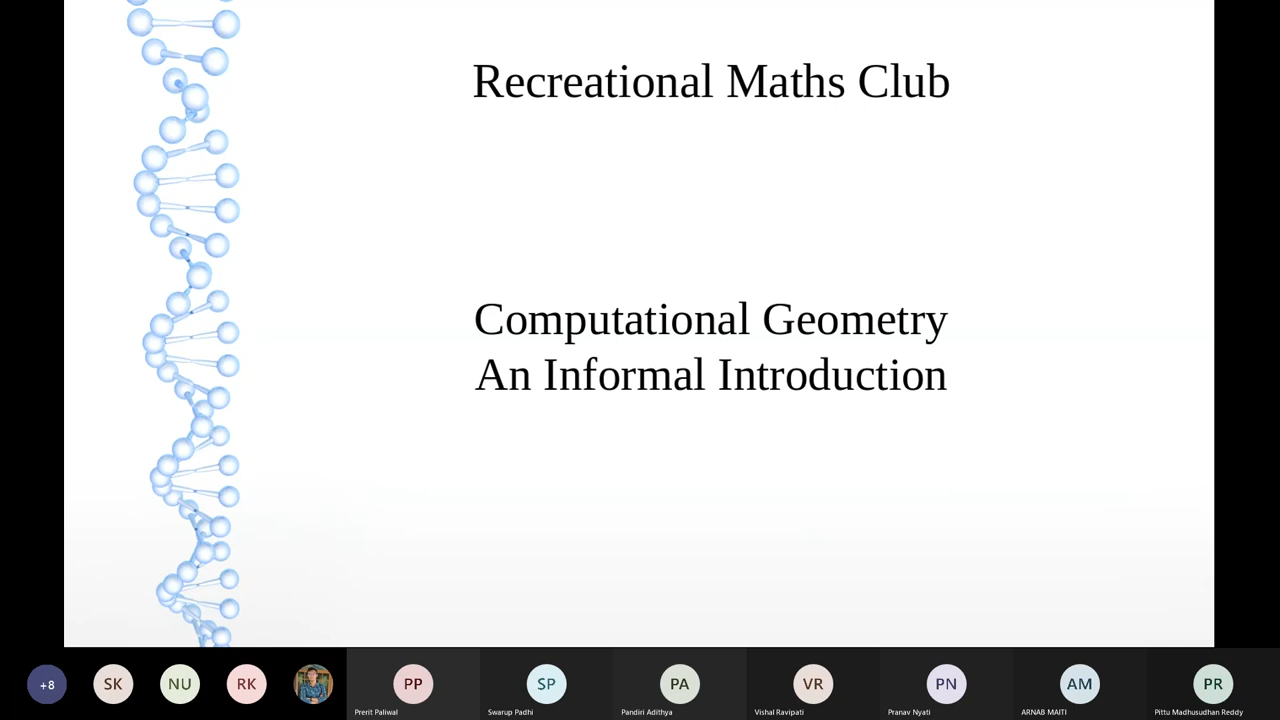 Recreational Maths Club
Computational Geometry
An Informal Introduction
+8
SK
NU
RK
PP
SP
PA
VR
PN
AM
PR
Prerit Paliwal
Swarup Padhi
Pandiri Adithya
Vishal Ravipati
Pranav Nyati
ARNAB MAITI
Pittu Madhusudhan Reddy